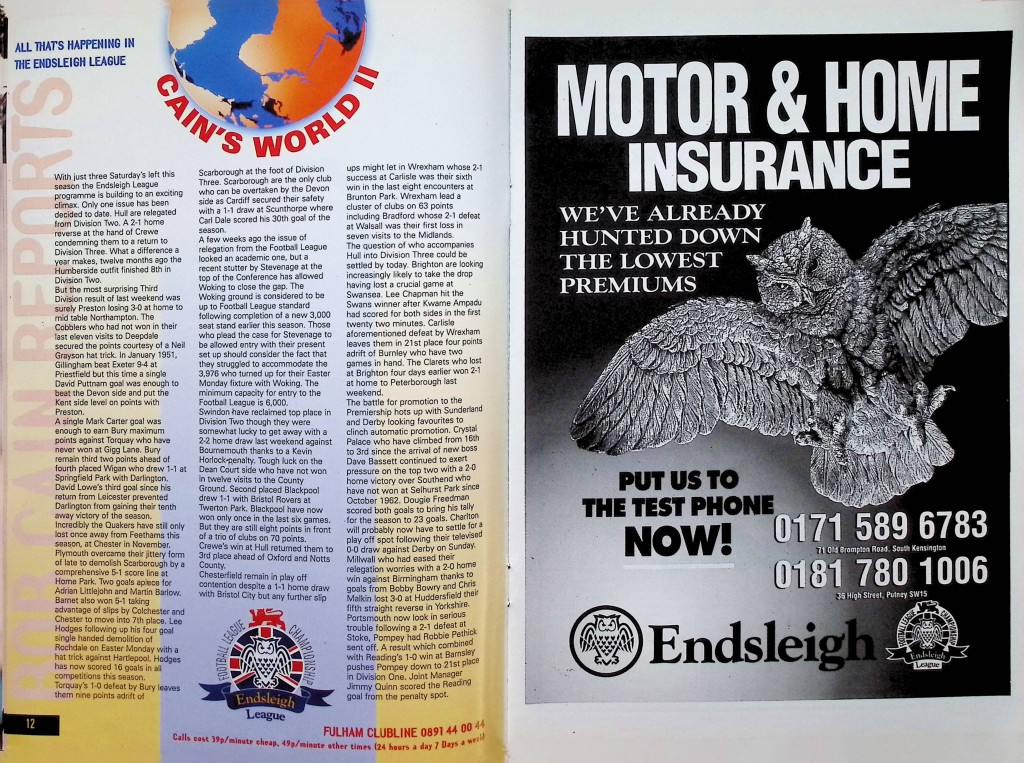 ALL THAT'S HAPPENING IN
THE ENDSLEIGH LEAGUE
CAIN'S WORLD II
ROB CAIN REPORTS
With just three Saturday's left this
season the Endsleigh League
programme is building to an exciting
climax. Only one issue has been
decided to date. Hull are relegated
from Division Two. A 2-1 home
reverse at the hand of Crewe
condemning them to a return to
Division Three. What a difference a
year makes, twelve months ago the
Humberside outfit finished 8th in
Division Two.
But the most surprising Third
Division result of last weekend was
surely Preston losing 3-0 at home to
mid table Northampton. The
Cobblers who had not won in their
last eleven visits to Deepdale
secured the points courtesy of a Neil
Grayson hat trick. In January 1951,
Gillingham beat Exeter 9-4 at
Priestfield but this time a single
David Puttnam goal was enough to
beat the Devon side and put the
Kent side level on points with
Preston.
A single Mark Carter goal was
enough to earn Bury maximum
points against Torquay who have
never won at Gigg Lane. Bury
remain third two points ahead of
fourth placed Wigan who drew 1-1 at
Springfield Park with Darlington.
David Lowe's third goal since his
return from Leicester prevented
Darlington from gaining their tenth
away victory of the season.
Incredibly the Quakers have still only
lost once away from Feethams this
season, at Chester in November.
Plymouth overcame their jittery form
of late to demolish Scarborough by a
comprehensive 5-1 score line at
Home Park. Two goals apiece for
Adrian Littlejohn and Martin Barlow.
Barnet also won 5-1 taking
advantage of slips by Colchester and
Chester to move into 7th place. Lee
Hodges following up his four goal
single handed demolition of
Rochdale on Easter Monday with a
hat trick against Hartlepool, Hodges
has now scored 16 goals in all
competitions this season.
Torquay's 1-0 defeat by Bury leaves
them nine points adrift of
Scarborough at the foot of Division
Three. Scarborough are the only club
who can be overtaken by the Devon
side as Cardiff secured their safety
with a 1-1 draw at Scunthorpe where
Carl Dale scored his 30th goal of the
season.
A few weeks ago the issue of
relegation from the Football League
looked an academic one, but a
recent stutter by Stevenage at the
top of the Conference has allowed
Woking to close the gap. The
Woking ground is considered to be
up to Football League standard
following completion of a new 3,000
seat stand earlier this season. Those
who plead the case for Stevenage to
be allowed entry with their present
set up should consider the fact that
they struggled to accommodate the
3,976 who turned up for their Easter
Monday fixture with Woking. The
minimum capacity for entry to the
Football League is 6,000.
Swindon have reclaimed top place in
Division Two though they were
somewhat lucky to get away with a
2-2 home draw last weekend against
Bournemouth thanks to a Kevin
Horlock-penalty. Tough luck on the
Dean Court side who have not won
in twelve visits to the County
Ground. Second placed Blackpool
drew 1-1 with Bristol Rovers at
Twerton Park. Blackpool have now
won only once in the last six games.
But they are still eight points in front
of a trio of clubs on 70 points.
Crewe's win at Hull returned them to
3rd place ahead of Oxford and Notts
County.
Chesterfield remain in play off
contention despite a 1-1 home draw
with Bristol City but any further slip
ups might let in Wrexham whose 2-1
success at Carlisle was their sixth
win in the last eight encounters at
Brunton Park. Wrexham lead a
cluster of clubs on 63 points
including Bradford whose 2-1 defeat
at Walsall was their first loss in
seven visits to the Midlands.
The question of who accompanies
Hull into Division Three could be
settled by today. Brighton are looking
increasingly likely to take the drop
having lost a crucial game at
Swansea. Lee Chapman hit the
Swans winner after Kwame Ampadu
had scored for both sides in the first
twenty two minutes. Carlisle
aforementioned defeat by Wrexham
leaves them in 21st place four points
adrift of Burnley who have two
games in hand. The Clarets who lost
at Brighton four days earlier won 2-1
at home to Peterborough last
weekend.
The battle for promotion to the
Premiership hots up with Sunderland
and Derby looking favourites to
clinch automatic promotion. Crystal
Palace who have climbed from 16th
to 3rd since the arrival of new boss
Dave Bassett continued to exert
pressure on the top two with a 2-0
home victory over Southend who
have not won at Selhurst Park since
October 1962. Dougie Freedman
scored both goals to bring his tally
for the season to 23 goals. Charlton
will probably now have to settle for a
play off spot following their televised
0-0 draw against Derby on Sunday.
Millwall who had eased their
relegation worries with a 2-0 home
win against Birmingham thanks to
goals from Bobby Bowry and Chris
Malkin lost 3-0 at Huddersfield their
fifth straight reverse in Yorkshire.
Portsmouth now look in serious
trouble following a 2-1 defeat at
Stoke, Pompey had Robbie Pethick
sent off. A result which combined
with Reading's 1-0 win at Barnsley
pushes Pompey down to 21st place
in Division One. Joint Manager
Jimmy Quinn scored the Reading
goal from the penalty spot.
FOOTBALL LEAGUE CHAMPIONSHIP
Endsleigh
League
12
FULHAM CLUBLINE 0891 44 00 44
Calls cost 39p/minute cheap, 49p/minute other times (24 hours a day 7 Days a week
MOTOR & HOME
INSURANCE
WE'VE ALREADY
HUNTED DOWN
THE LOWEST
PREMIUMS
PUT US TO
THE TEST PHONE
NOW!
0171 589 6783
71 Old Brompton Road, South Kensington
0181 780 1006
36 High Street, Putney SW15
Endsleigh
FOOTBALL LEAGUE CHAMPIONSHIP
Endsleigh
League